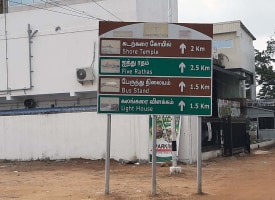 கடற்கரை கோயில்
Shore Temple
2 Km
ஐந்து ரதம்
Five Rathas
2.5 Km
பேருந்து நிலையம்
Bus Stand
1.5 Km
கலங்கரை விளக்கம்
Light House
1.5 Km